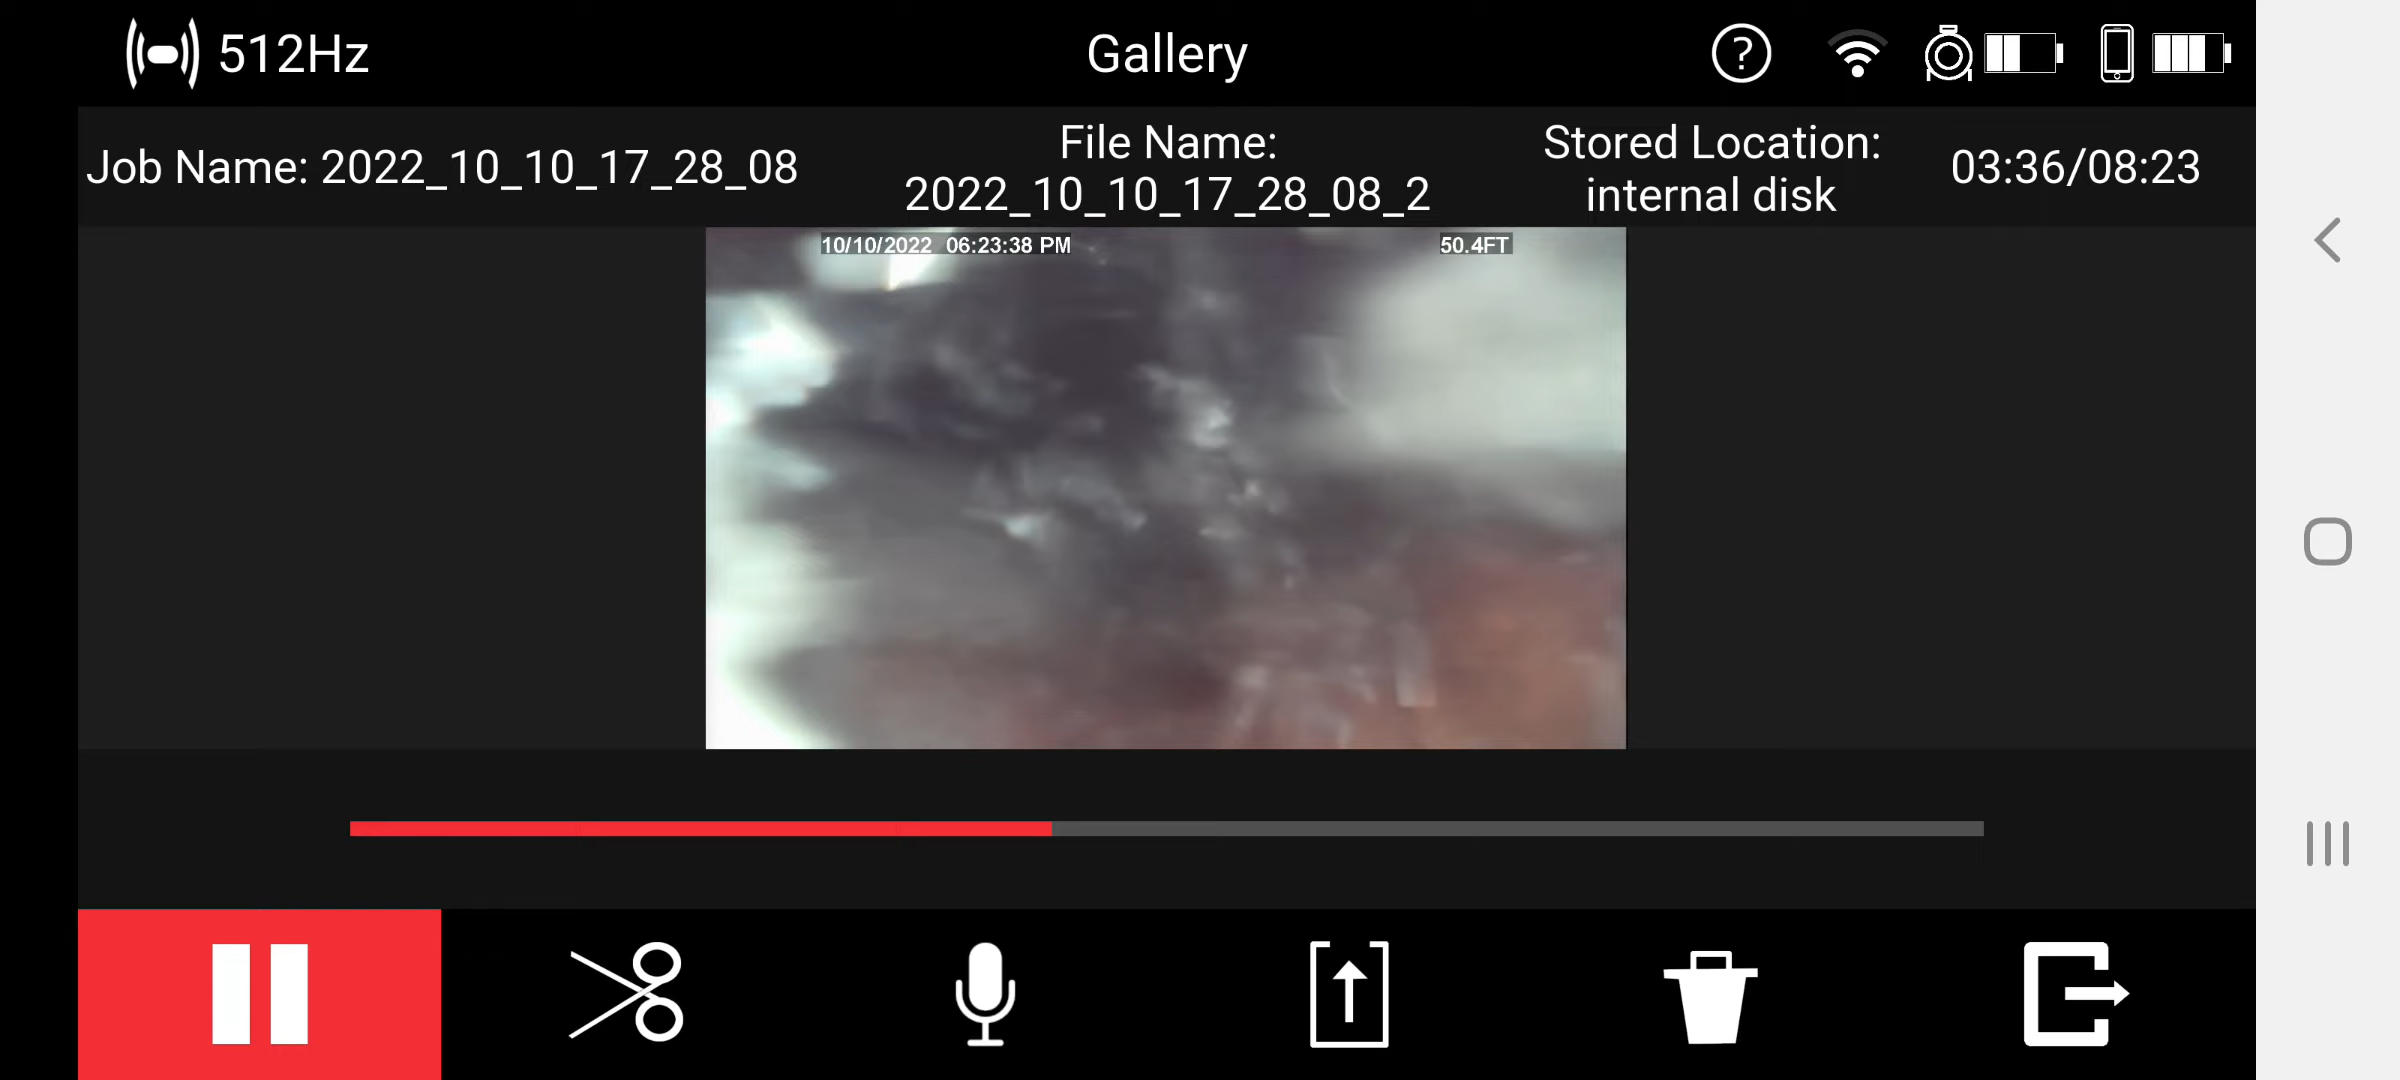 512Hz
Gallery
?
Job Name: 2022_10_10_17_28_08
File Name:
2022_10_10_17_28_08_2
Stored Location:
internal disk
03:36/08:23
10/10/2022 06:23:38 PM
50.4FT